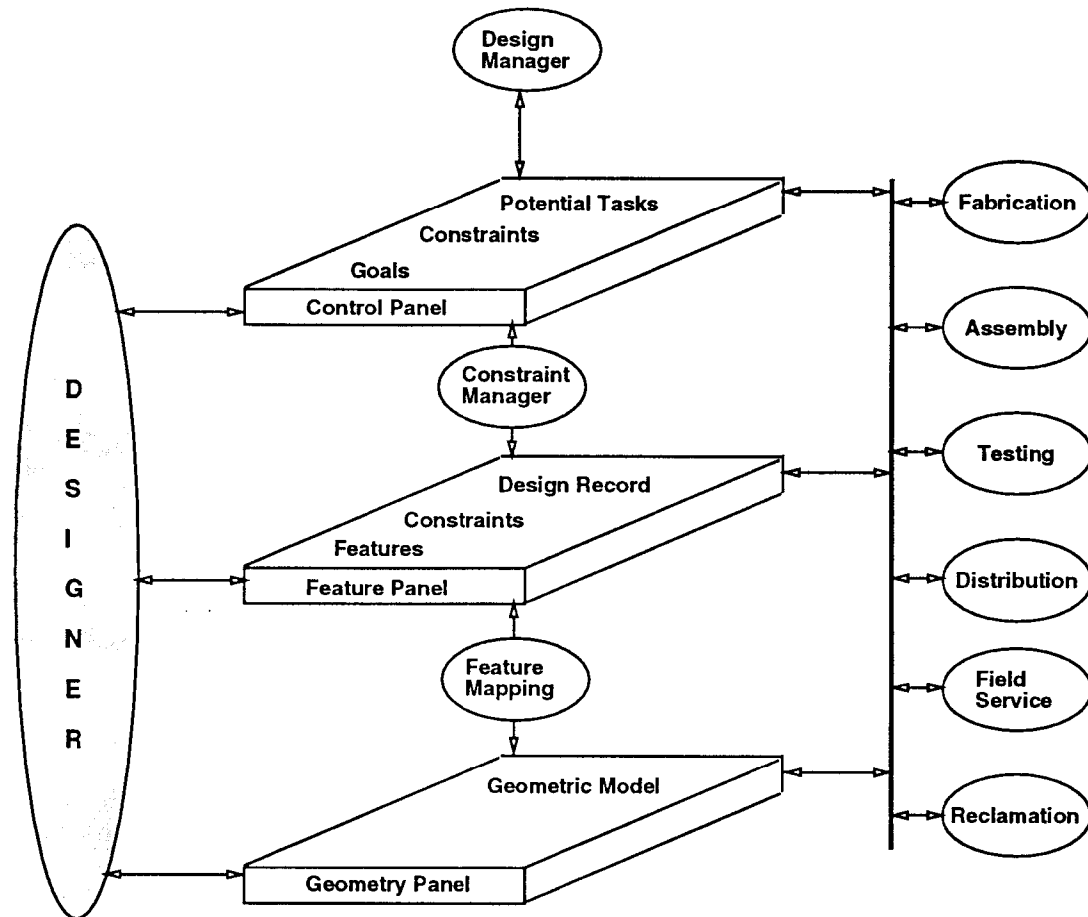 Design
Manager
Potential Tasks
Constraints
Goals
Control Panel
Constraint
Manager
Design Record
Constraints
Features
Feature Panel
Feature
Mapping
Geometric Model
Geometry Panel
D
E
S
I
G
N
E
R
Fabrication
Assembly
Testing
Distribution
Field
Service
Reclamation